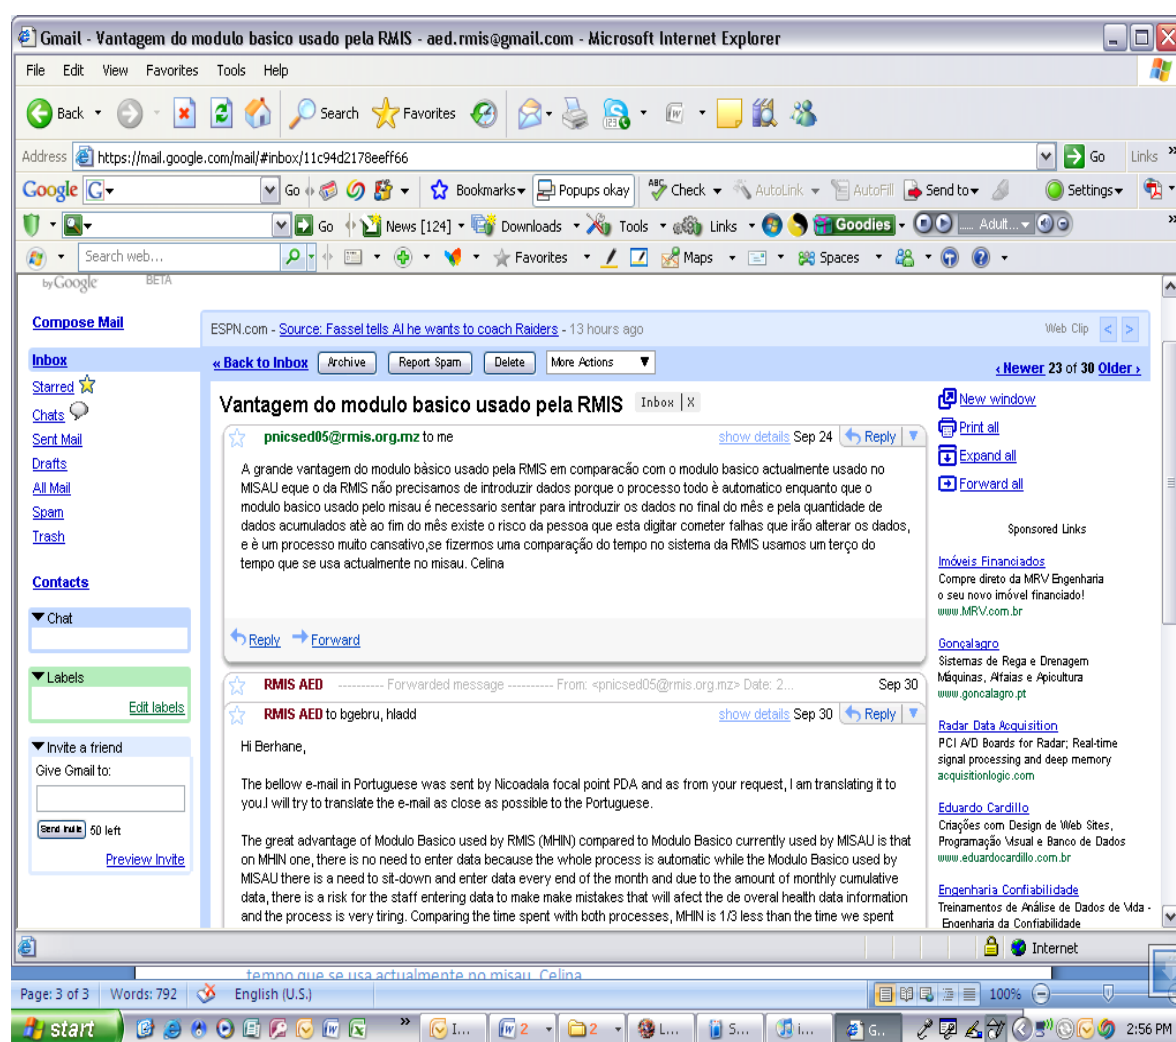 Gmail - Vantagem do modulo basico usado pela RMIS - aed.rmis@gmail.com - Microsoft Internet Explorer
File Edit View Favorites Tools Help
Back Search Favorites
Address https://mail.google.com/mail/#inbox/11c94d2178eeff66 Go Links »
Google G Go Bookmarks Popups okay ABC Check AutoLink AutoFill Send to Settings
Go News [124] Downloads Tools Links Goodies ..... Adult... »
Search web... Favorites Maps Spaces
by Google BETA
Compose Mail
Inbox
Starred
Chats
Sent Mail
Drafts
All Mail
Spam
Trash
Contacts
Chat
Labels
Edit labels
Invite a friend
Give Gmail to:
Send Invite 50 left
Preview Invite
ESPN.com - Source: Fassel tells Al he wants to coach Raiders - 13 hours ago Web Clip < >
« Back to Inbox Archive Report Spam Delete More Actions ‹ Newer 23 of 30 Older ›
Vantagem do modulo basico usado pela RMIS Inbox | X
pnicsed05@rmis.org.mz to me show details Sep 24 Reply
A grande vantagem do modulo bàsico usado pela RMIS em comparacão com o modulo basico actualmente usado no
MISAU eque o da RMIS não precisamos de introduzir dados porque o processo todo è automatico enquanto que o
modulo basico usado pelo misau é necessario sentar para introduzir os dados no final do mês e pela quantidade de
dados acumulados atè ao fim do mês existe o risco da pessoa que esta digitar cometer falhas que irão alterar os dados,
e è um processo muito cansativo,se fizermos uma comparação do tempo no sistema da RMIS usamos um terço do
tempo que se usa actualmente no misau. Celina
Reply Forward
RMIS AED ---------- Forwarded message ---------- From: <pnicsed05@rmis.org.mz> Date: 2... Sep 30
RMIS AED to bgebru, hladd show details Sep 30 Reply
Hi Berhane,
The bellow e-mail in Portuguese was sent by Nicoadala focal point PDA and as from your request, I am translating it to
you.I will try to translate the e-mail as close as possible to the Portuguese.
The great advantage of Modulo Basico used by RMIS (MHIN) compared to Modulo Basico currently used by MISAU is that
on MHIN one, there is no need to enter data because the whole process is automatic while the Modulo Basico used by
MISAU there is a need to sit-down and enter data every end of the month and due to the amount of monthly cumulative
data, there is a risk for the staff entering data to make make mistakes that will afect the de overal health data information
and the process is very tiring. Comparing the time spent with both processes, MHIN is 1/3 less than the time we spent
New window
Print all
Expand all
Forward all
Sponsored Links
Imóveis Financiados
Compre direto da MRV Engenharia
o seu novo imóvel financiado!
www.MRV.com.br
Gonçalagro
Sistemas de Rega e Drenagem
Máquinas, Alfaias e Apicultura
www.goncalagro.pt
Radar Data Acquisition
PCI A/D Boards for Radar; Real-time
signal processing and deep memory
acquisitionlogic.com
Eduardo Cardillo
Criações com Design de Web Sites,
Programação Visual e Banco de Dados
www.eduardocardillo.com.br
Engenharia Confiabilidade
Treinamentos de Análise de Dados de Vida -
Engenharia da Confiabilidade
Internet
tempo que se usa actualmente no misau. Celina
Page: 3 of 3 Words: 792 English (U.S.) 100%
start » I... 2 2 L... S... i... G.. 2:56 PM